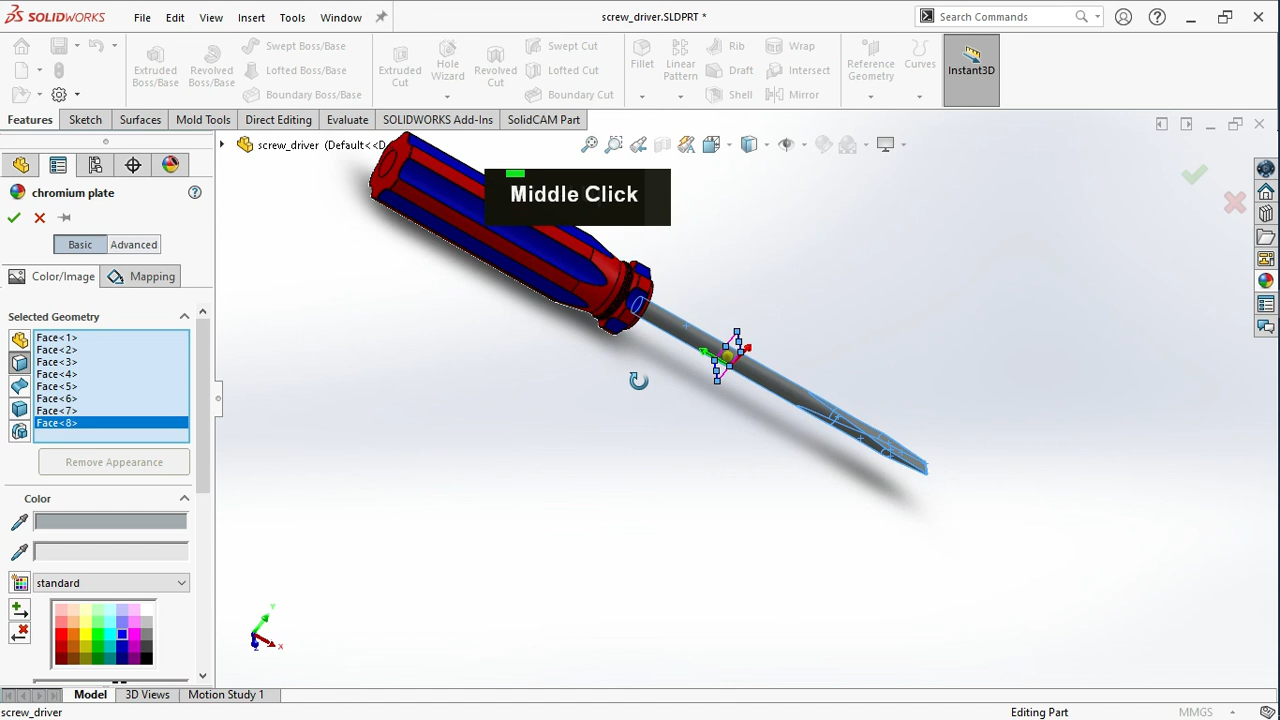 SOLIDWORKS File Edit View Insert Tools Window screw_driver.SLDPRT * Search Commands
Extruded Boss/Base
Revolved Boss/Base
Swept Boss/Base
Lofted Boss/Base
Boundary Boss/Base
Extruded Cut
Hole Wizard
Revolved Cut
Swept Cut
Lofted Cut
Boundary Cut
Fillet
Linear Pattern
Rib
Draft
Shell
Wrap
Intersect
Mirror
Reference Geometry
Curves
Instant3D
Features Sketch Surfaces Mold Tools Direct Editing Evaluate SOLIDWORKS Add-Ins SolidCAM Part
screw_driver (Default<<D
chromium plate
Basic Advanced
Color/Image Mapping
Selected Geometry
Face<1>
Face<2>
Face<3>
Face<4>
Face<5>
Face<6>
Face<7>
Face<8>
Remove Appearance
Color
standard
Middle Click
Y
X
Z
Model 3D Views Motion Study 1
screw_driver Editing Part MMGS